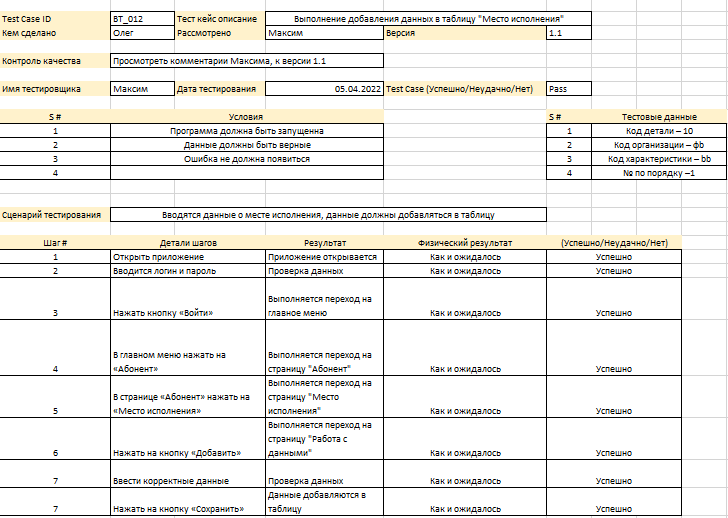 Test Case ID BT_012 Тест кейс описание Выполнение добавления данных в таблицу "Место исполнения"
Кем сделано Олег Рассмотрено Максим Версия 1.1
Контроль качества Просмотреть комментарии Максима, к версии 1.1
Имя тестировщика Максим Дата тестирования 05.04.2022 Test Case (Успешно/Неудачно/Нет) Pass
S # Условия S # Тестовые данные
1 Программа должна быть запущенна 1 Код детали – 10
2 Данные должны быть верные 2 Код организации – фb
3 Ошибка не должна появиться 3 Код характеристики – bb
4 4 № по порядку –1
Сценарий тестирования Вводятся данные о месте исполнения, данные должны добавляться в таблицу
Шаг # Детали шагов Результат Физический результат (Успешно/Неудачно/Нет)
1 Открыть приложение Приложение открывается Как и ожидалось Успешно
2 Вводится логин и пароль Проверка данных Как и ожидалось Успешно
Выполняется переход на
3 Нажать кнопку «Войти» главное меню Как и ожидалось Успешно
В главном меню нажать на Выполняется переход на
4 «Абонент» страницу "Абонент" Как и ожидалось Успешно
Выполняется переход на
В странице «Абонент» нажать на страницу "Место
5 «Место исполнения» исполнения" Как и ожидалось Успешно
Выполняется переход на
страницу "Работа с
6 Нажать на кнопку «Добавить» данными" Как и ожидалось Успешно
7 Ввести корректные данные Проверка данных Как и ожидалось Успешно
Данные добавляются в
7 Нажать на кнопку «Сохранить» таблицу Как и ожидалось Успешно